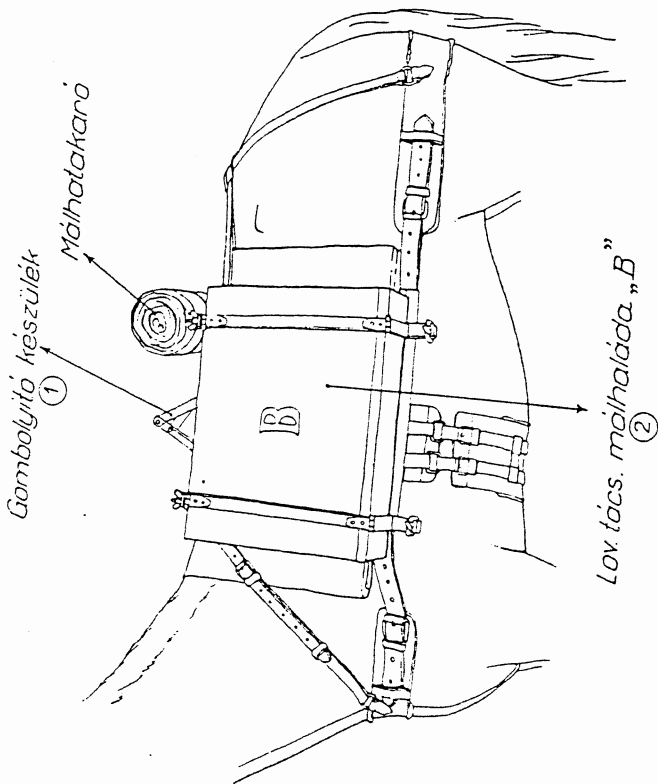 Gombolyító készülék
1
Málhatakaró
B
Lov. tács. málhaláda „B”
2